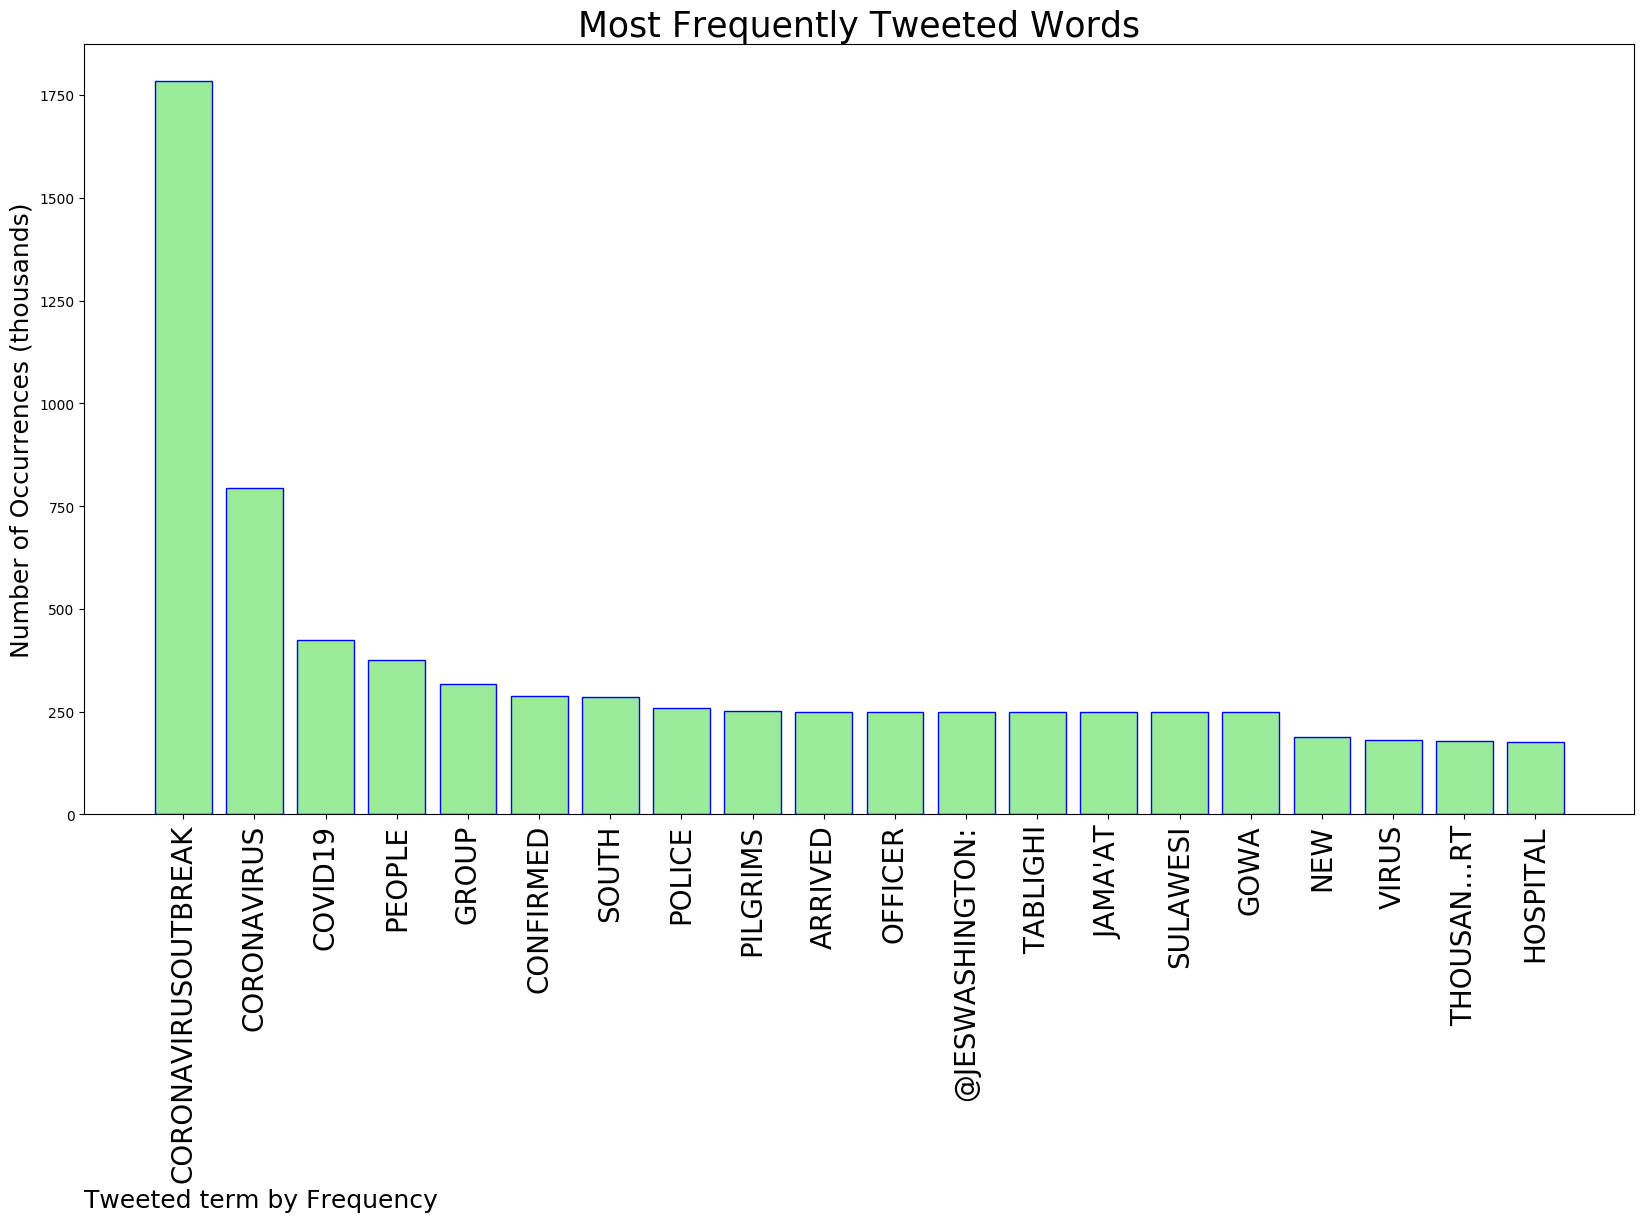 Most Frequently Tweeted Words
Number of Occurrences (thousands)
1750
1500
1250
1000
750
500
250
0
CORONAVIRUSOUTBREAK
CORONAVIRUS
COVID19
PEOPLE
GROUP
CONFIRMED
SOUTH
POLICE
PILGRIMS
ARRIVED
OFFICER
@JESWASHINGTON:
TABLIGHI
JAMA'AT
SULAWESI
GOWA
NEW
VIRUS
THOUSAN...RT
HOSPITAL
Tweeted term by Frequency